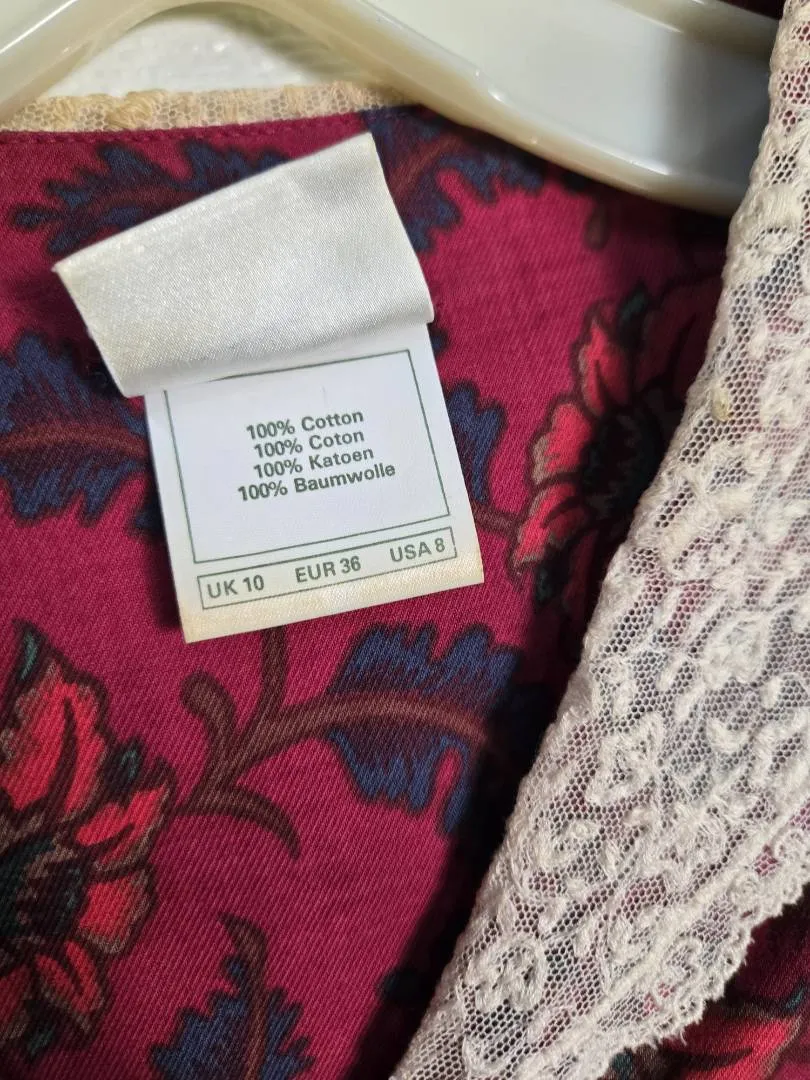 100% Cotton
100% Coton
100% Katoen
100% Baumwolle
UK 10 EUR 36 USA 8